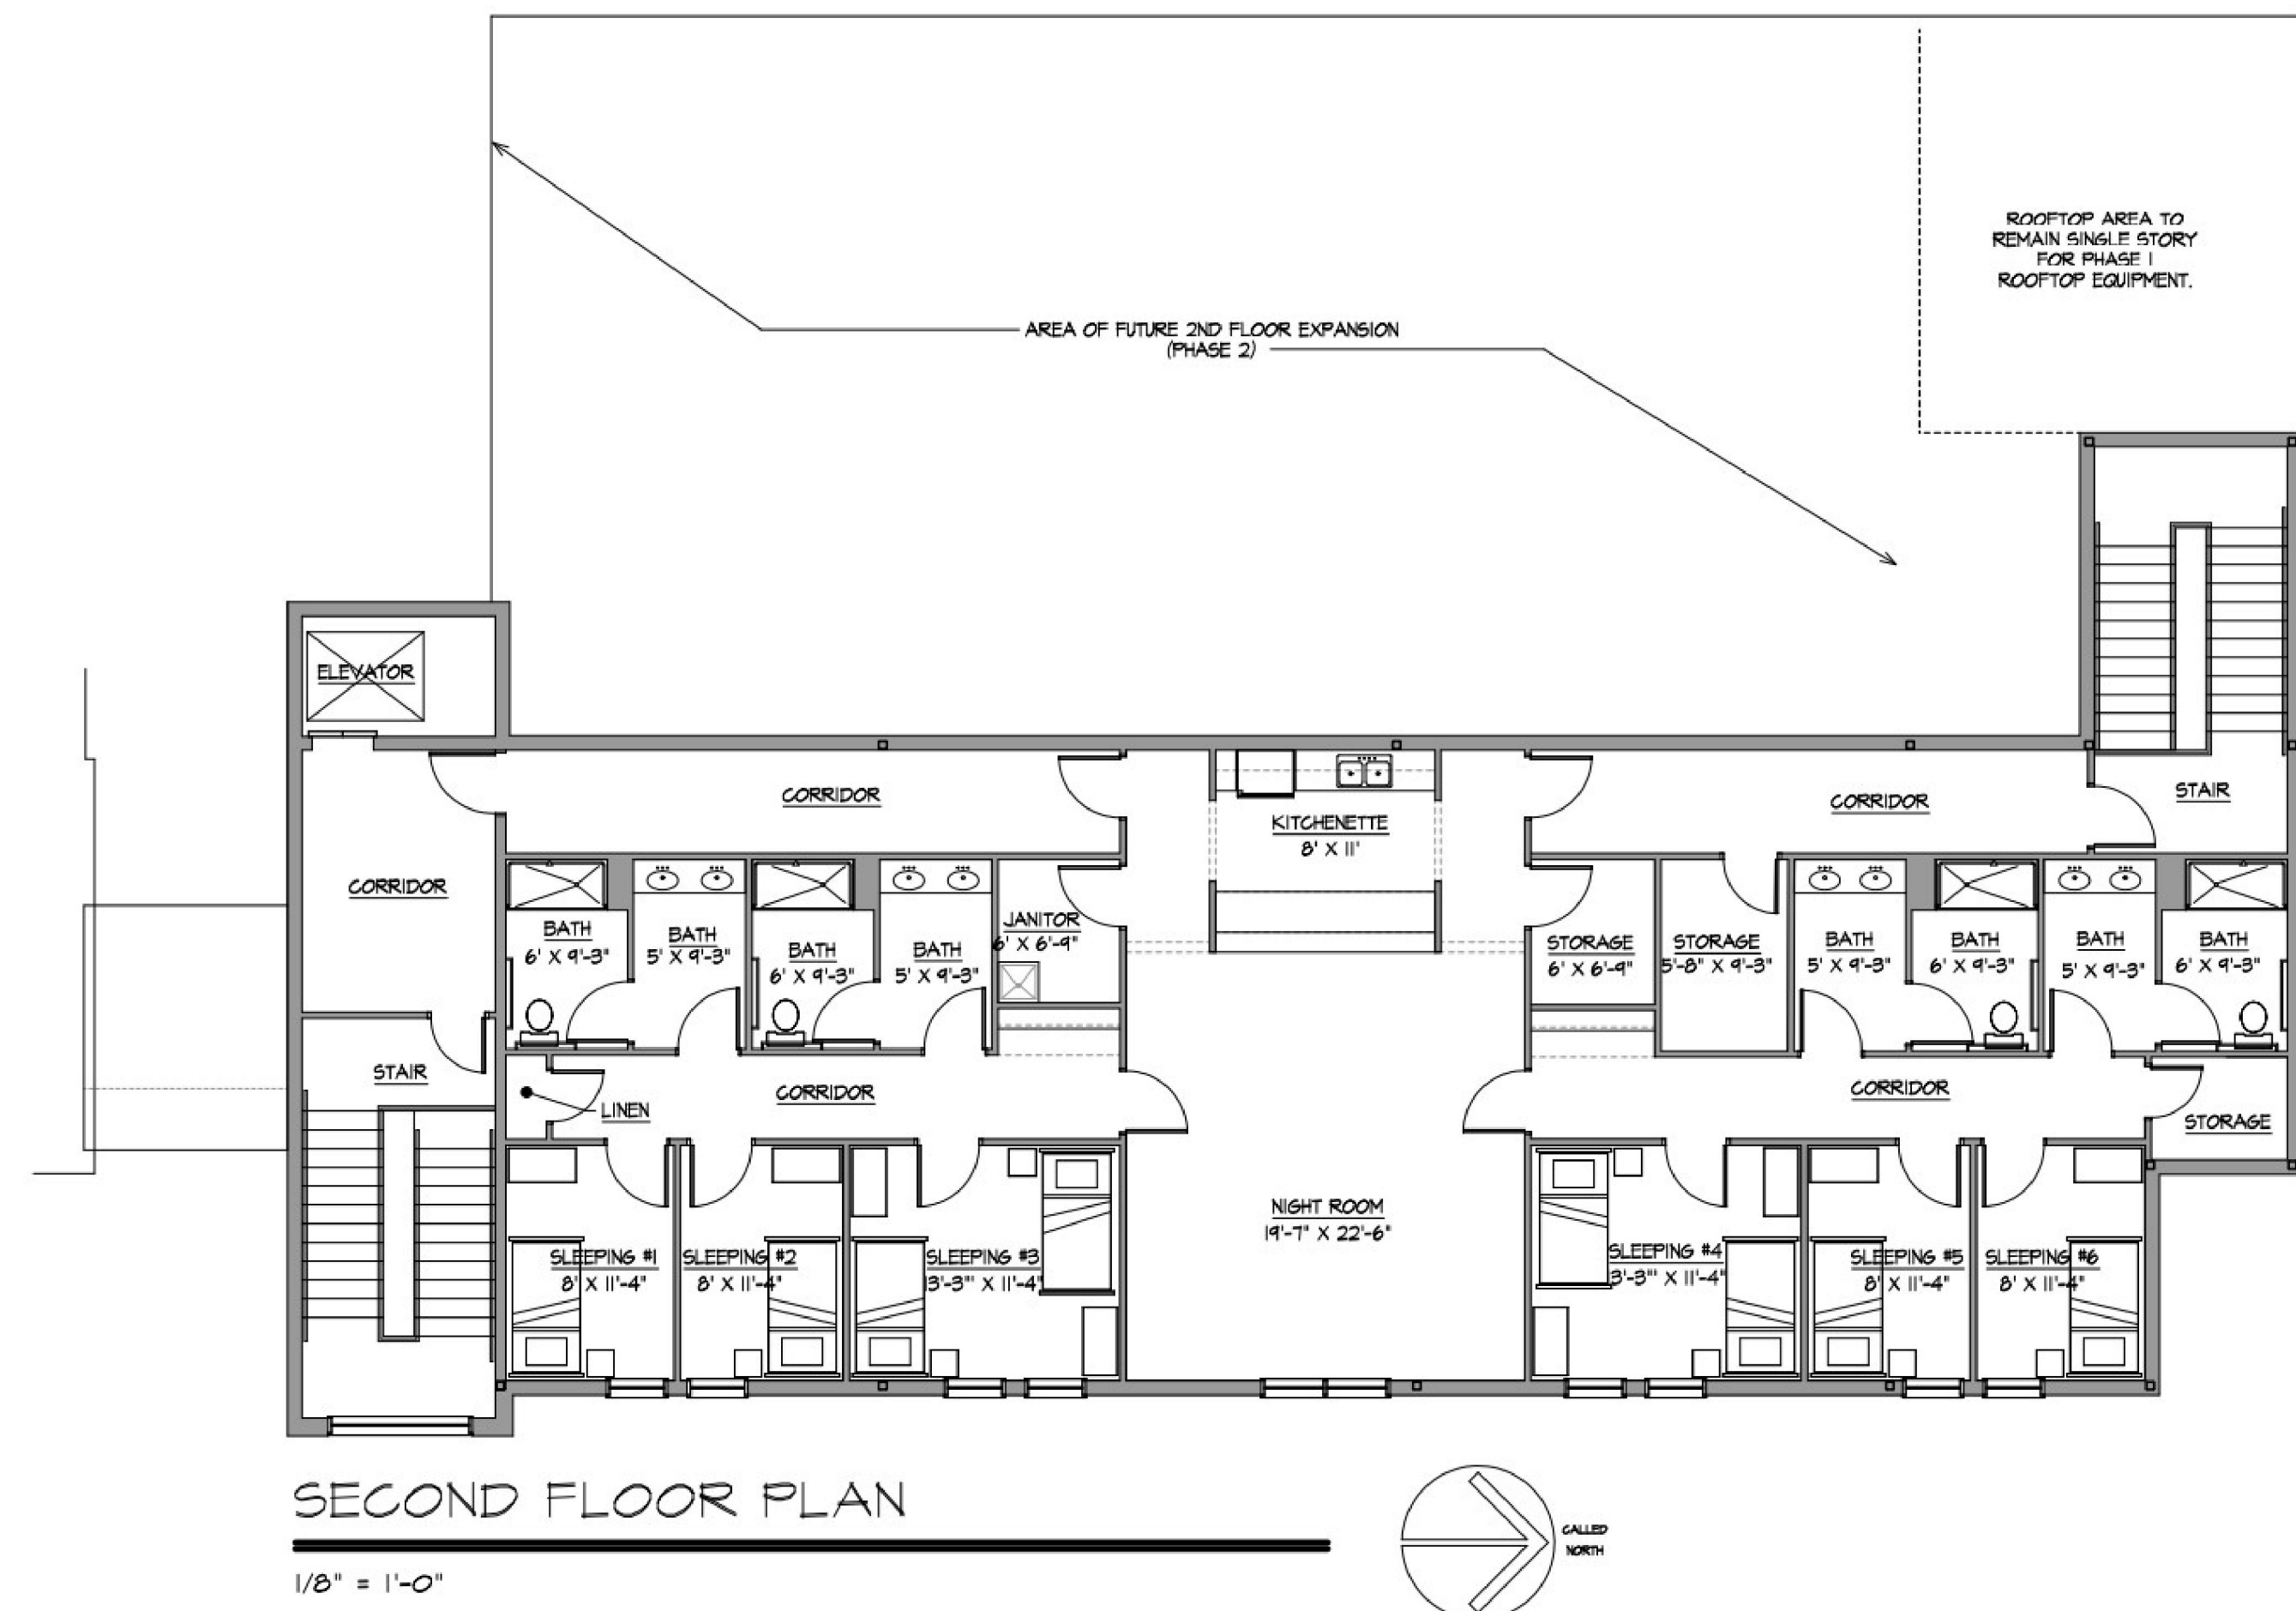 ROOFTOP AREA TO
REMAIN SINGLE STORY
FOR PHASE 1
ROOFTOP EQUIPMENT.
AREA OF FUTURE 2ND FLOOR EXPANSION
(PHASE 2)
ELEVATOR
CORRIDOR
KITCHENETTE
8' X 11'
CORRIDOR
STAIR
CORRIDOR
BATH
6' X 9'-3"
BATH
5' X 9'-3"
BATH
6' X 9'-3"
BATH
5' X 9'-3"
JANITOR
6' X 6'-9"
STORAGE
6' X 6'-9"
STORAGE
5'-8" X 9'-3"
BATH
5' X 9'-3"
BATH
6' X 9'-3"
BATH
5' X 9'-3"
BATH
6' X 9'-3"
STAIR
LINEN
CORRIDOR
CORRIDOR
STORAGE
SLEEPING #1
8' X 11'-4"
SLEEPING #2
8' X 11'-4"
SLEEPING #3
13'-3"' X 11'-4"
NIGHT ROOM
19'-7" X 22'-6"
SLEEPING #4
13'-3"' X 11'-4"
SLEEPING #5
8' X 11'-4"
SLEEPING #6
8' X 11'-4"
SECOND FLOOR PLAN
1/8" = 1'-0"
CALLED
NORTH